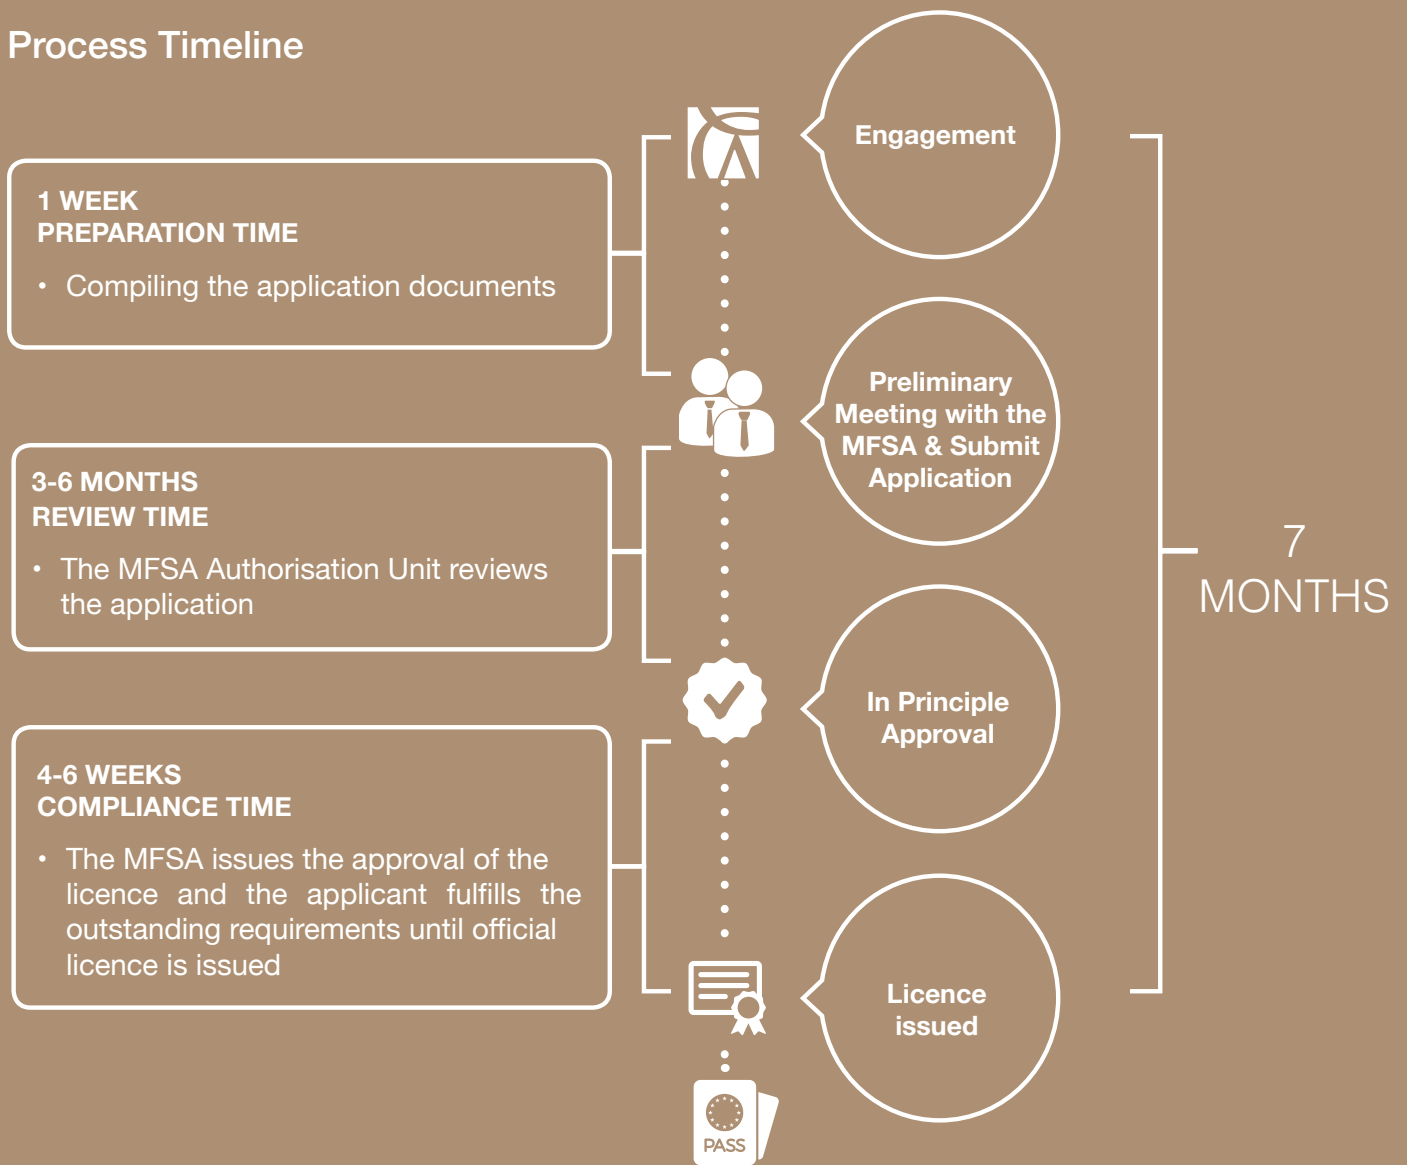 Process Timeline
1 WEEK
PREPARATION TIME
• Compiling the application documents
Engagement
Preliminary
Meeting with the
MFSA & Submit
Application
3-6 MONTHS
REVIEW TIME
• The MFSA Authorisation Unit reviews
the application
7
MONTHS
In Principle
Approval
4-6 WEEKS
COMPLIANCE TIME
• The MFSA issues the approval of the
licence and the applicant fulfills the
outstanding requirements until official
licence is issued
Licence
issued
PASS